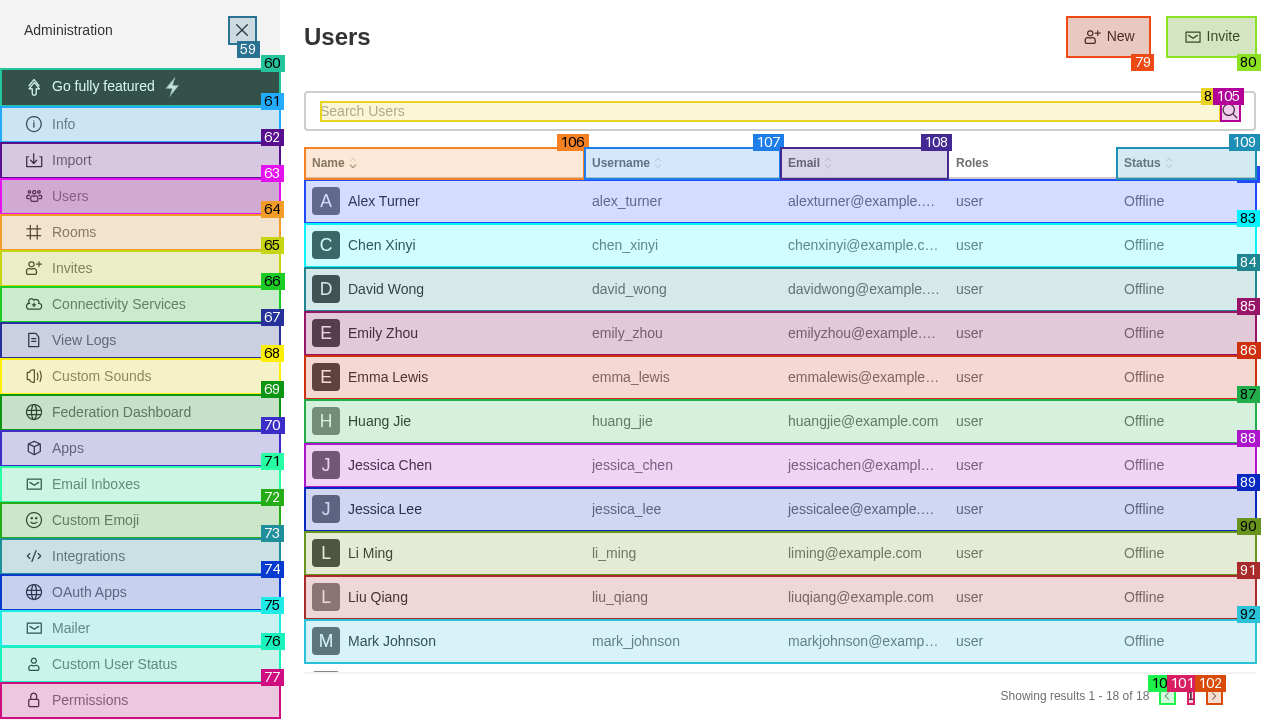 Administration
59
60
Go fully featured
61
Info
62
Import
63
Users
64
Rooms
65
Invites
66
Connectivity Services
67
View Logs
68
Custom Sounds
69
Federation Dashboard
70
Apps
71
Email Inboxes
72
Custom Emoji
73
Integrations
74
OAuth Apps
75
Mailer
76
Custom User Status
77
Permissions
Users
New
79
Invite
80
Search Users
8
105
106 107 108 109
Name Username Email Roles Status
A Alex Turner alex_turner alexturner@example.… user Offline
83
C Chen Xinyi chen_xinyi chenxinyi@example.c… user Offline
84
D David Wong david_wong davidwong@example.… user Offline
85
E Emily Zhou emily_zhou emilyzhou@example.… user Offline
86
E Emma Lewis emma_lewis emmalewis@example… user Offline
87
H Huang Jie huang_jie huangjie@example.com user Offline
88
J Jessica Chen jessica_chen jessicachen@exampl… user Offline
89
J Jessica Lee jessica_lee jessicalee@example.… user Offline
90
L Li Ming li_ming liming@example.com user Offline
91
L Liu Qiang liu_qiang liuqiang@example.com user Offline
92
M Mark Johnson mark_johnson markjohnson@examp… user Offline
10 101 102
Showing results 1 - 18 of 18 1